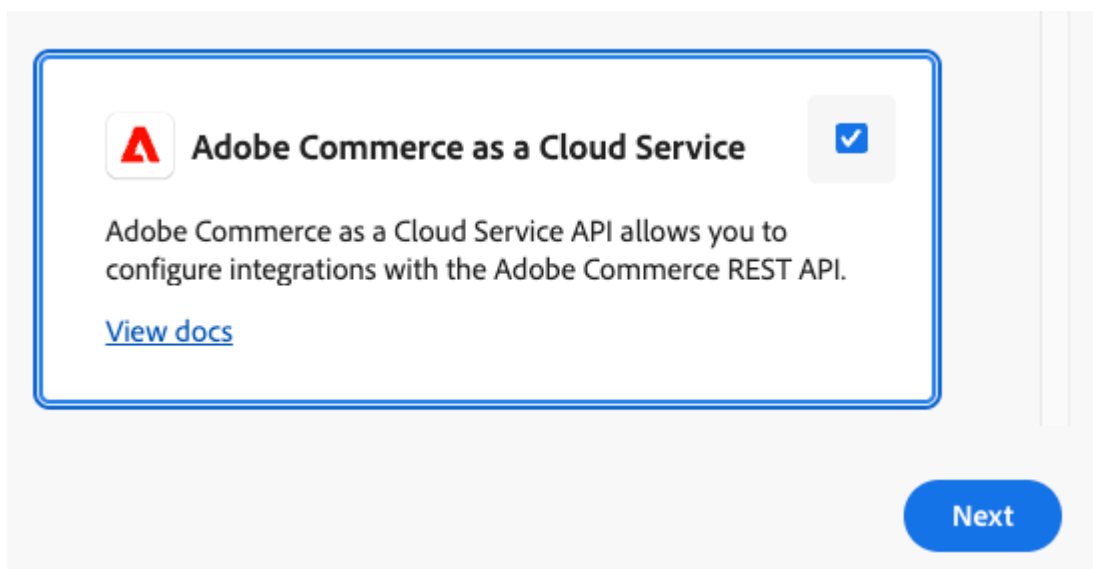 Adobe Commerce as a Cloud Service
Adobe Commerce as a Cloud Service API allows you to
configure integrations with the Adobe Commerce REST API.
View docs
Next